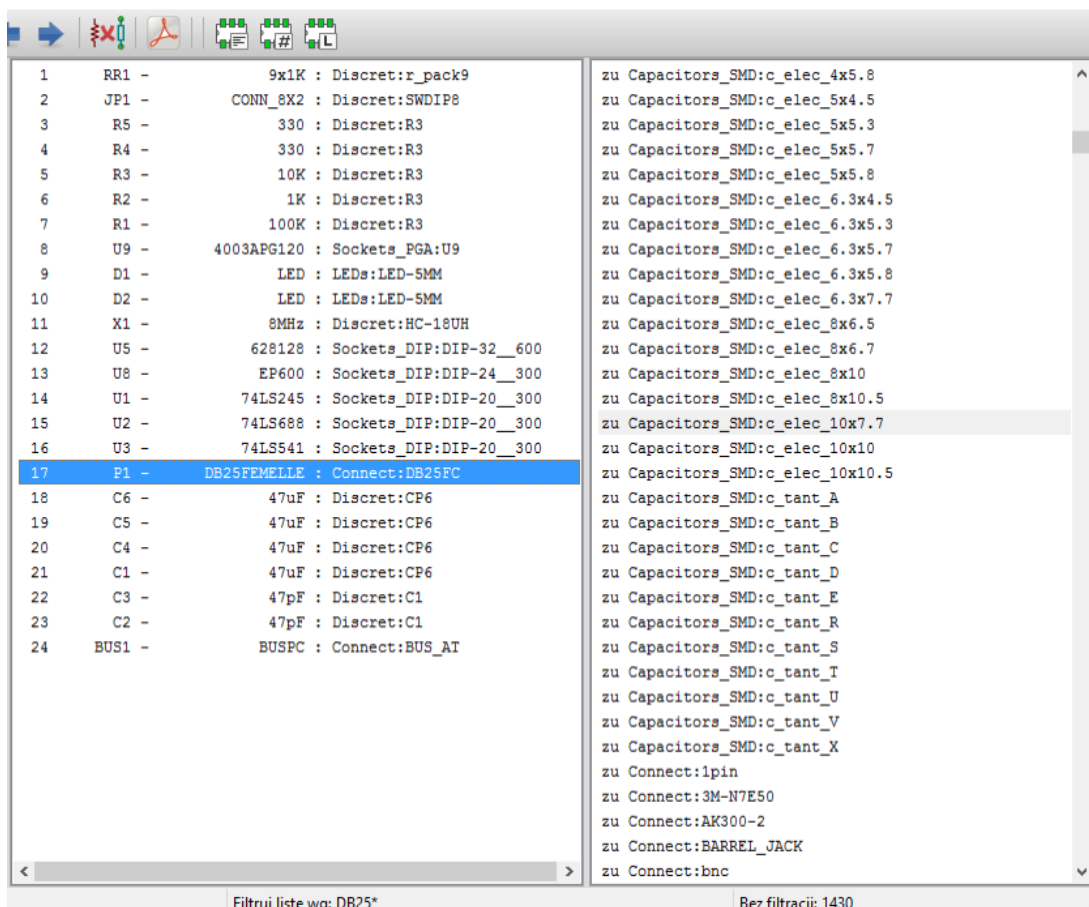 1 RR1 - 9x1K : Discret:r_pack9
2 JP1 - CONN_8X2 : Discret:SWDIP8
3 R5 - 330 : Discret:R3
4 R4 - 330 : Discret:R3
5 R3 - 10K : Discret:R3
6 R2 - 1K : Discret:R3
7 R1 - 100K : Discret:R3
8 U9 - 4003APG120 : Sockets_PGA:U9
9 D1 - LED : LEDs:LED-5MM
10 D2 - LED : LEDs:LED-5MM
11 X1 - 8MHz : Discret:HC-18UH
12 U5 - 628128 : Sockets_DIP:DIP-32__600
13 U8 - EP600 : Sockets_DIP:DIP-24__300
14 U1 - 74LS245 : Sockets_DIP:DIP-20__300
15 U2 - 74LS688 : Sockets_DIP:DIP-20__300
16 U3 - 74LS541 : Sockets_DIP:DIP-20__300
17 P1 - DB25FEMELLE : Connect:DB25FC
18 C6 - 47uF : Discret:CP6
19 C5 - 47uF : Discret:CP6
20 C4 - 47uF : Discret:CP6
21 C1 - 47uF : Discret:CP6
22 C3 - 47pF : Discret:C1
23 C2 - 47pF : Discret:C1
24 BUS1 - BUSPC : Connect:BUS_AT
zu Capacitors_SMD:c_elec_4x5.8
zu Capacitors_SMD:c_elec_5x4.5
zu Capacitors_SMD:c_elec_5x5.3
zu Capacitors_SMD:c_elec_5x5.7
zu Capacitors_SMD:c_elec_5x5.8
zu Capacitors_SMD:c_elec_6.3x4.5
zu Capacitors_SMD:c_elec_6.3x5.3
zu Capacitors_SMD:c_elec_6.3x5.7
zu Capacitors_SMD:c_elec_6.3x5.8
zu Capacitors_SMD:c_elec_6.3x7.7
zu Capacitors_SMD:c_elec_8x6.5
zu Capacitors_SMD:c_elec_8x6.7
zu Capacitors_SMD:c_elec_8x10
zu Capacitors_SMD:c_elec_8x10.5
zu Capacitors_SMD:c_elec_10x7.7
zu Capacitors_SMD:c_elec_10x10
zu Capacitors_SMD:c_elec_10x10.5
zu Capacitors_SMD:c_tant_A
zu Capacitors_SMD:c_tant_B
zu Capacitors_SMD:c_tant_C
zu Capacitors_SMD:c_tant_D
zu Capacitors_SMD:c_tant_E
zu Capacitors_SMD:c_tant_R
zu Capacitors_SMD:c_tant_S
zu Capacitors_SMD:c_tant_T
zu Capacitors_SMD:c_tant_U
zu Capacitors_SMD:c_tant_V
zu Capacitors_SMD:c_tant_X
zu Connect:1pin
zu Connect:3M-N7E50
zu Connect:AK300-2
zu Connect:BARREL_JACK
zu Connect:bnc
Filtruj listę wg: DB25*
Bez filtracji: 1430